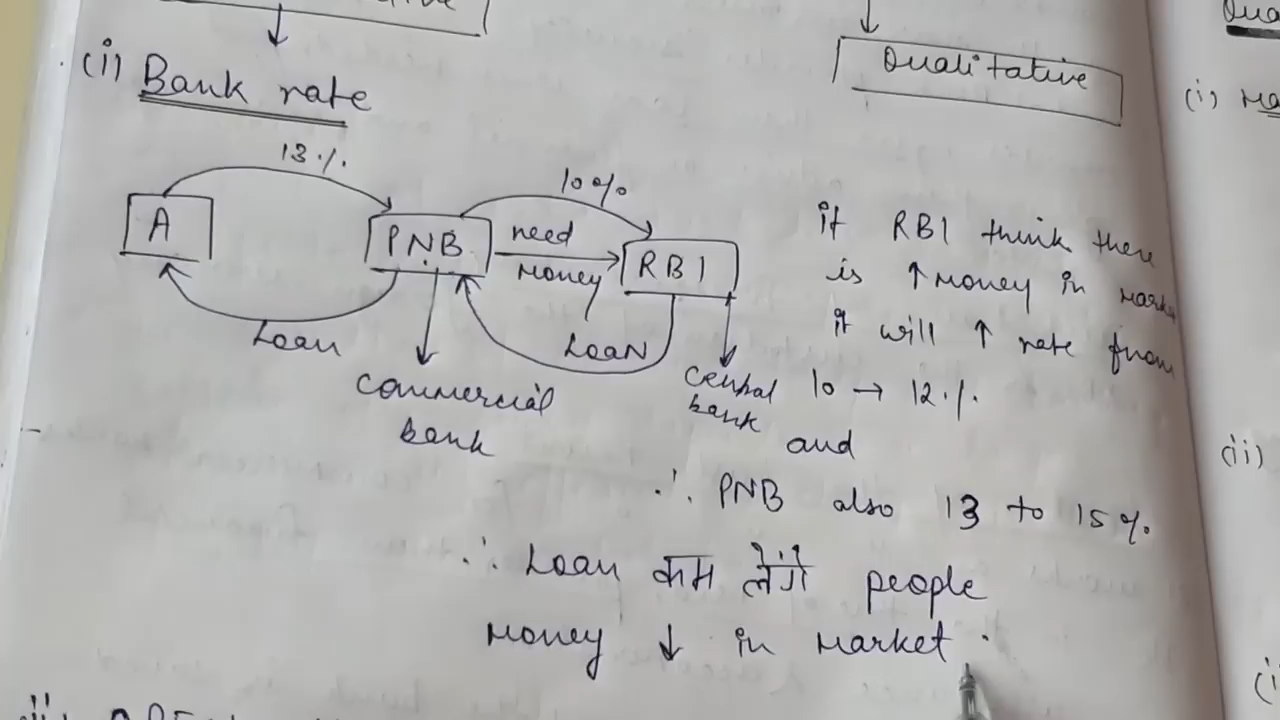 Qualitative
(i) Bank rate
13%
10%
A
PNB
need
Money
RBI
Loan
Loan
commercial
bank
central
bank
if RBI think there
is ↑ Money in
it will ↑ rate from
10 → 12%
and
∴ PNB also 13 to 15%
∴ Loan कम लेंगे people
Money ↓ in Market.
(i)
(ii)